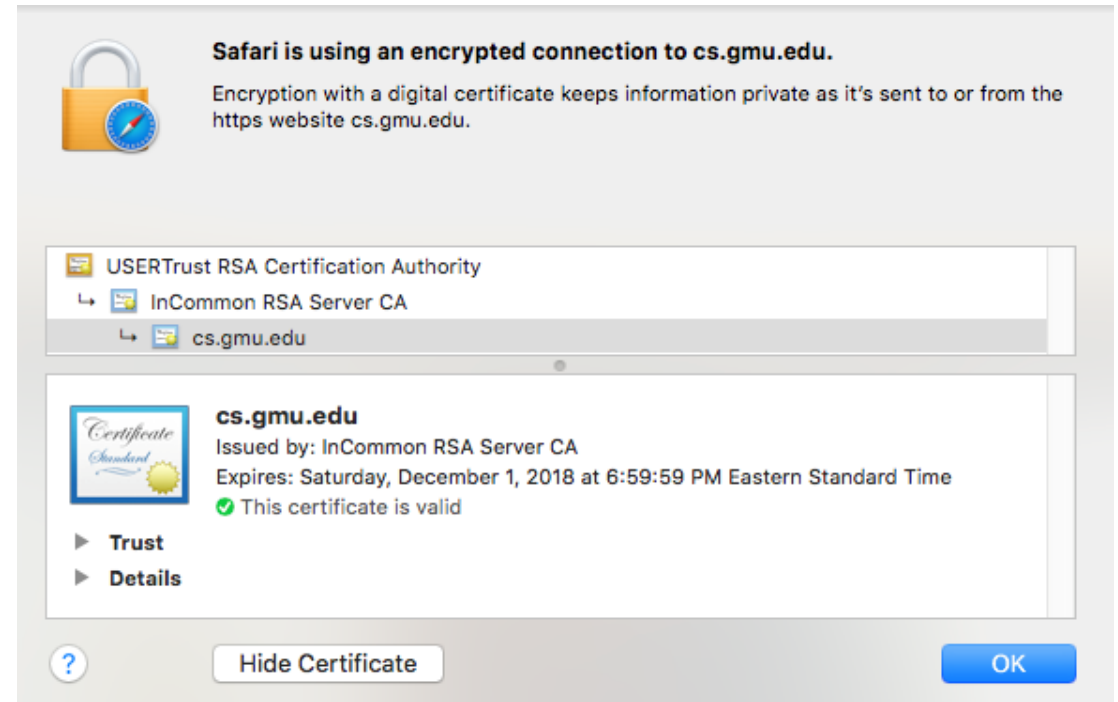 Safari is using an encrypted connection to cs.gmu.edu.
Encryption with a digital certificate keeps information private as it's sent to or from the
https website cs.gmu.edu.
USERTrust RSA Certification Authority
InCommon RSA Server CA
cs.gmu.edu
Certificate
Standard
cs.gmu.edu
Issued by: InCommon RSA Server CA
Expires: Saturday, December 1, 2018 at 6:59:59 PM Eastern Standard Time
This certificate is valid
Trust
Details
?
Hide Certificate
OK